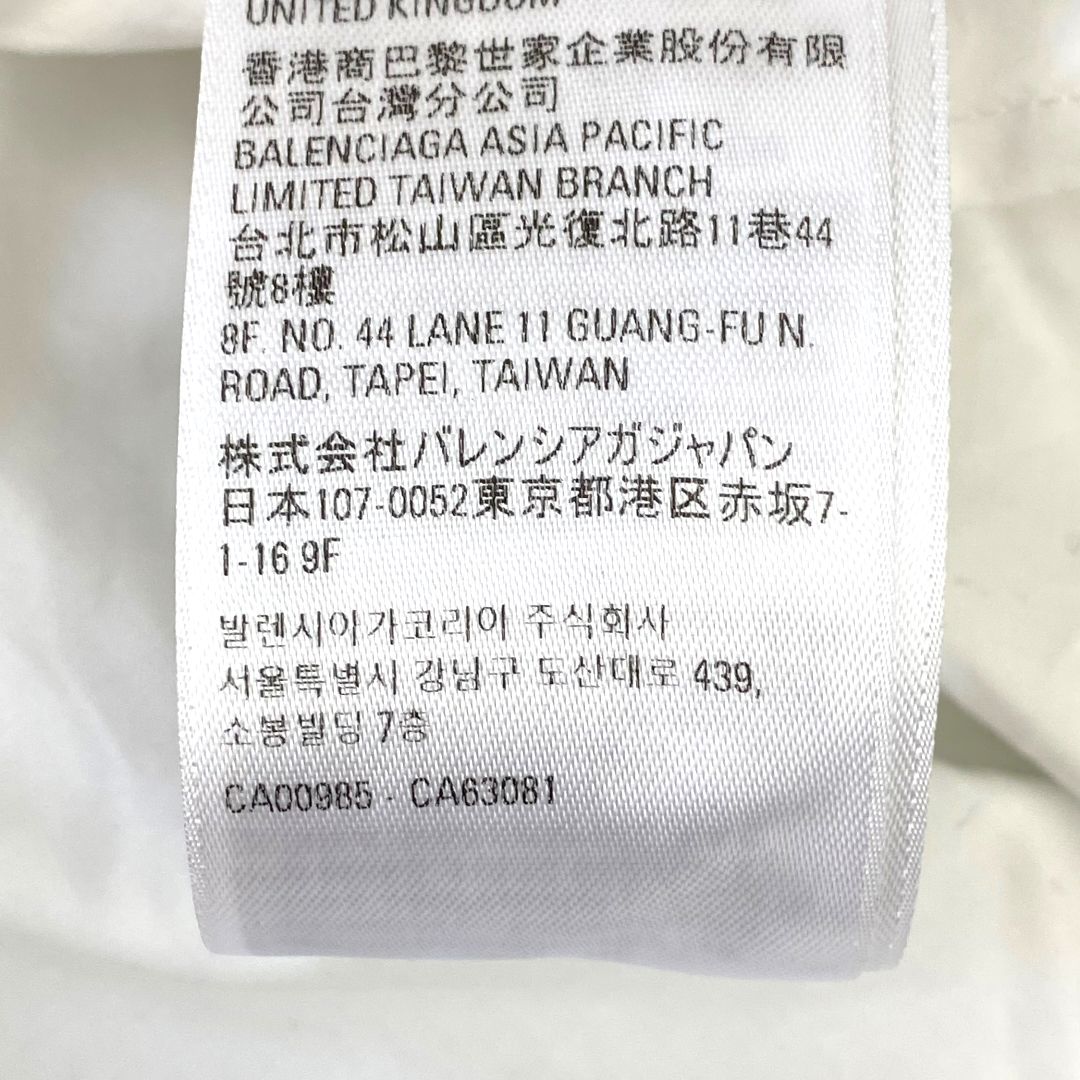 UNITED KINGDOM
香港商巴黎世家企業股份有限
公司台灣分公司
BALENCIAGA ASIA PACIFIC
LIMITED TAIWAN BRANCH
台北市松山區光復北路11巷44
號8樓
8F. NO. 44 LANE 11 GUANG-FU N.
ROAD, TAPEI, TAIWAN
株式会社バレンシアガジャパン
日本107-0052東京都港区赤坂7-
1-16 9F
발렌시아가코리아 주식회사
서울특별시 강남구 도산대로 439,
소봉빌딩 7층
CA00985 - CA63081